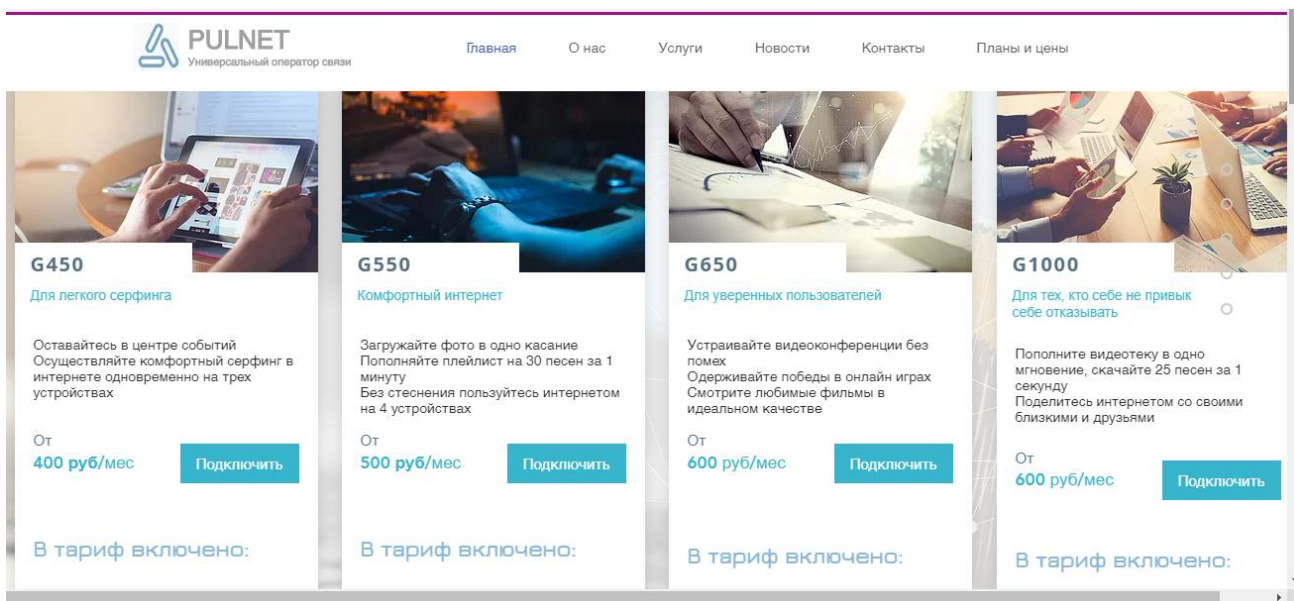 PULNET
Универсальный оператор связи
Главная
О нас
Услуги
Новости
Контакты
Планы и цены
G450
Для легкого серфинга
Оставайтесь в центре событий
Осуществляйте комфортный серфинг в
интернете одновременно на трех
устройствах
От
400 руб/мес
Подключить
В тариф включено:
G550
Комфортный интернет
Загружайте фото в одно касание
Пополняйте плейлист на 30 песен за 1
минуту
Без стеснения пользуйтесь интернетом
на 4 устройствах
От
500 руб/мес
Подключить
В тариф включено:
G650
Для уверенных пользователей
Устраивайте видеоконференции без
помех
Одерживайте победы в онлайн играх
Смотрите любимые фильмы в
идеальном качестве
От
600 руб/мес
Подключить
В тариф включено:
G1000
Для тех, кто себе не привык
себе отказывать
Пополните видеотеку в одно
мгновение, скачайте 25 песен за 1
секунду
Поделитесь интернетом со своими
близкими и друзьями
От
600 руб/мес
Подключить
В тариф включено: